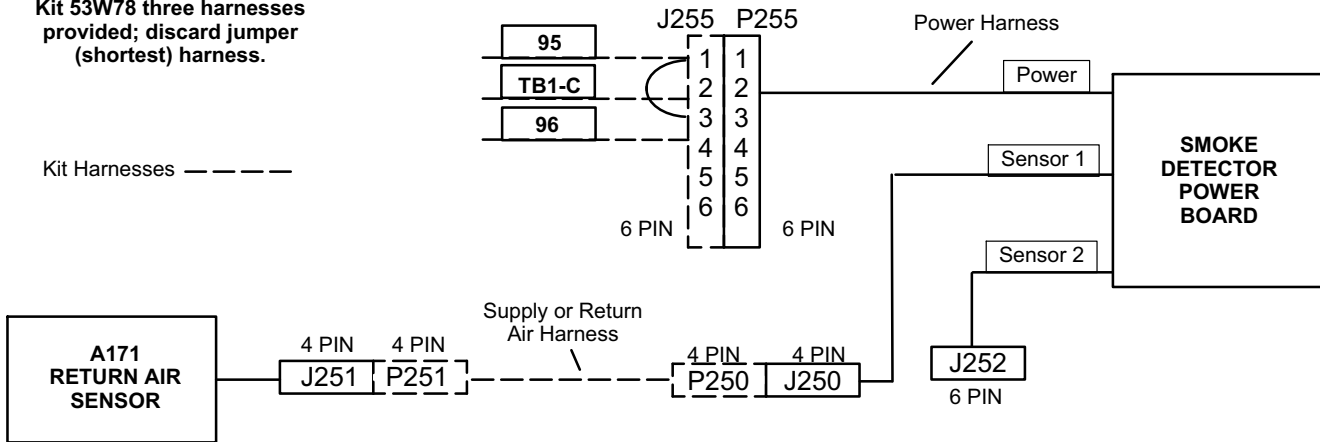 Kit 53W78 three harnesses
provided; discard jumper
(shortest) harness.
Kit Harnesses
J255 P255
95
TB1-C
96
1 1
2 2
3 3
4 4
5 5
6 6
6 PIN 6 PIN
Power Harness
Power
Sensor 1
Sensor 2
SMOKE
DETECTOR
POWER
BOARD
A171
RETURN AIR
SENSOR
4 PIN 4 PIN
J251 P251
Supply or Return
Air Harness
4 PIN 4 PIN
P250 J250
J252
6 PIN